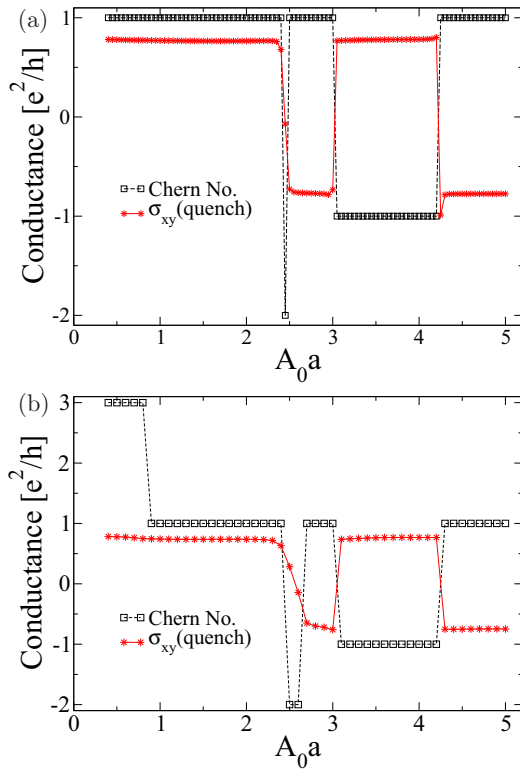 (a)
1
0
-1
-2
Conductance [e²/h]
Chern No.
σxy(quench)
0 1 2 3 4 5
A₀a
(b)
3
2
1
0
-1
-2
Conductance [e²/h]
Chern No.
σxy(quench)
0 1 2 3 4 5
A₀a